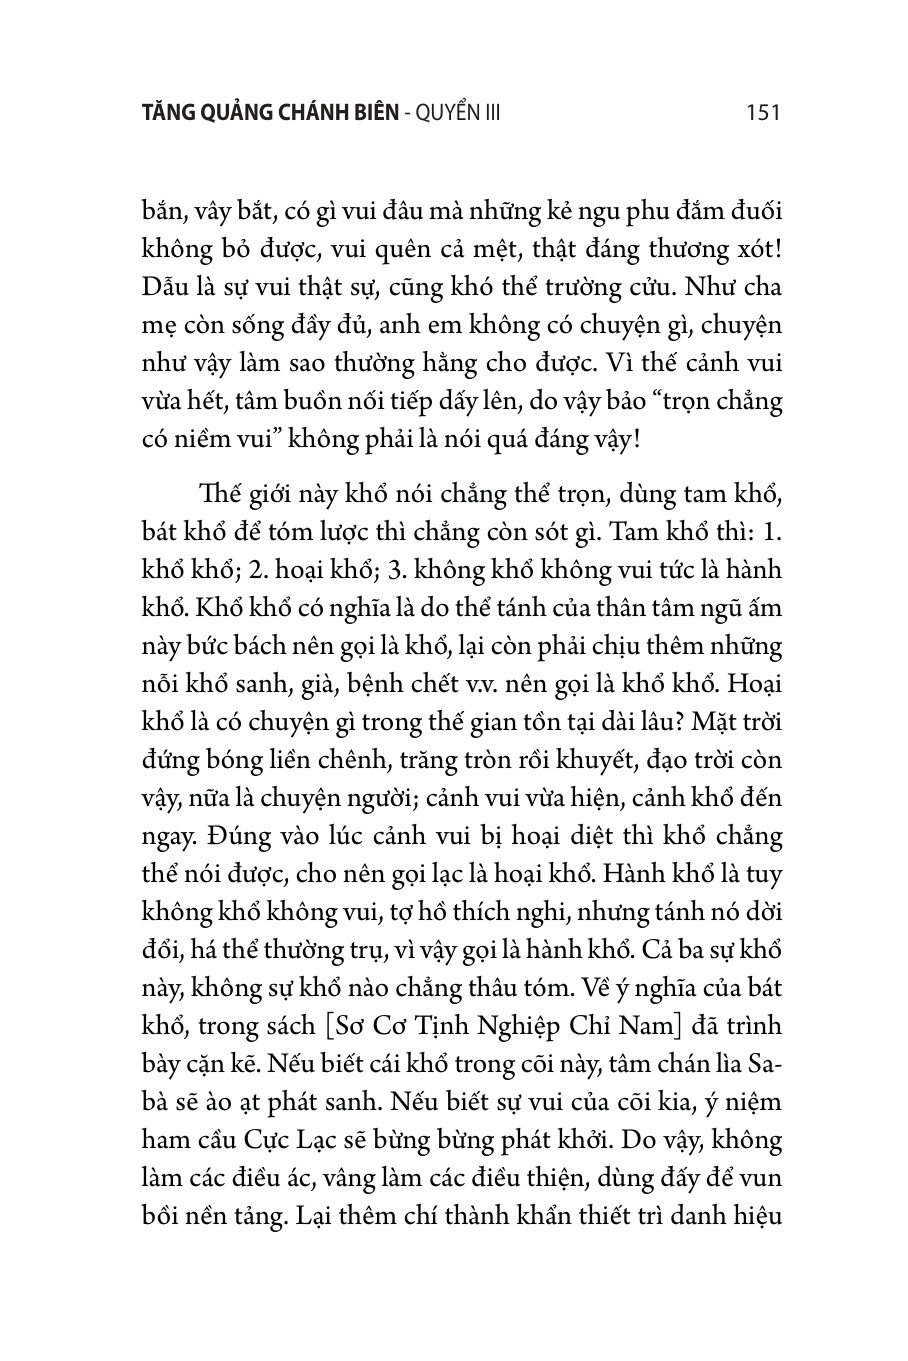 TĂNG QUẢNG CHÁNH BIÊN - QUYỂN III 151
bắn, vây bắt, có gì vui đâu mà những kẻ ngu phu đắm đuối
không bỏ được, vui quên cả mệt, thật đáng thương xót!
Dẫu là sự vui thật sự, cũng khó thể trường cửu. Như cha
mẹ còn sống đầy đủ, anh em không có chuyện gì, chuyện
như vậy làm sao thường hằng cho được. Vì thế cảnh vui
vừa hết, tâm buồn nối tiếp dấy lên, do vậy bảo “trọn chẳng
có niềm vui” không phải là nói quá đáng vậy!
Thế giới này khổ nói chẳng thể trọn, dùng tam khổ,
bát khổ để tóm lược thì chẳng còn sót gì. Tam khổ thì: 1.
khổ khổ; 2. hoại khổ; 3. không khổ không vui tức là hành
khổ. Khổ khổ có nghĩa là do thể tánh của thân tâm ngũ ấm
này bức bách nên gọi là khổ, lại còn phải chịu thêm những
nỗi khổ sanh, già, bệnh chết v.v. nên gọi là khổ khổ. Hoại
khổ là có chuyện gì trong thế gian tồn tại dài lâu? Mặt trời
đứng bóng liền chênh, trăng tròn rồi khuyết, đạo trời còn
vậy, nữa là chuyện người; cảnh vui vừa hiện, cảnh khổ đến
ngay. Đúng vào lúc cảnh vui bị hoại diệt thì khổ chẳng
thể nói được, cho nên gọi lạc là hoại khổ. Hành khổ là tuy
không khổ không vui, tợ hồ thích nghi, nhưng tánh nó dời
đổi, há thể thường trụ, vì vậy gọi là hành khổ. Cả ba sự khổ
này, không sự khổ nào chẳng thâu tóm. Về ý nghĩa của bát
khổ, trong sách [Sơ Cơ Tịnh Nghiệp Chỉ Nam] đã trình
bày cặn kẽ. Nếu biết cái khổ trong cõi này, tâm chán lìa Sa-
bà sẽ ào ạt phát sanh. Nếu biết sự vui của cõi kia, ý niệm
ham cầu Cực Lạc sẽ bừng bừng phát khởi. Do vậy, không
làm các điều ác, vâng làm các điều thiện, dùng đấy để vun
bồi nền tảng. Lại thêm chí thành khẩn thiết trì danh hiệu